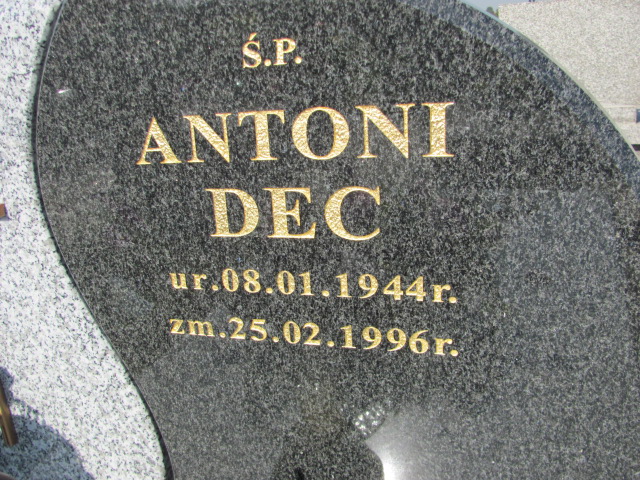 Ś.P.
ANTONI
DEC
ur.08.01.1944r.
zm.25.02.1996r.